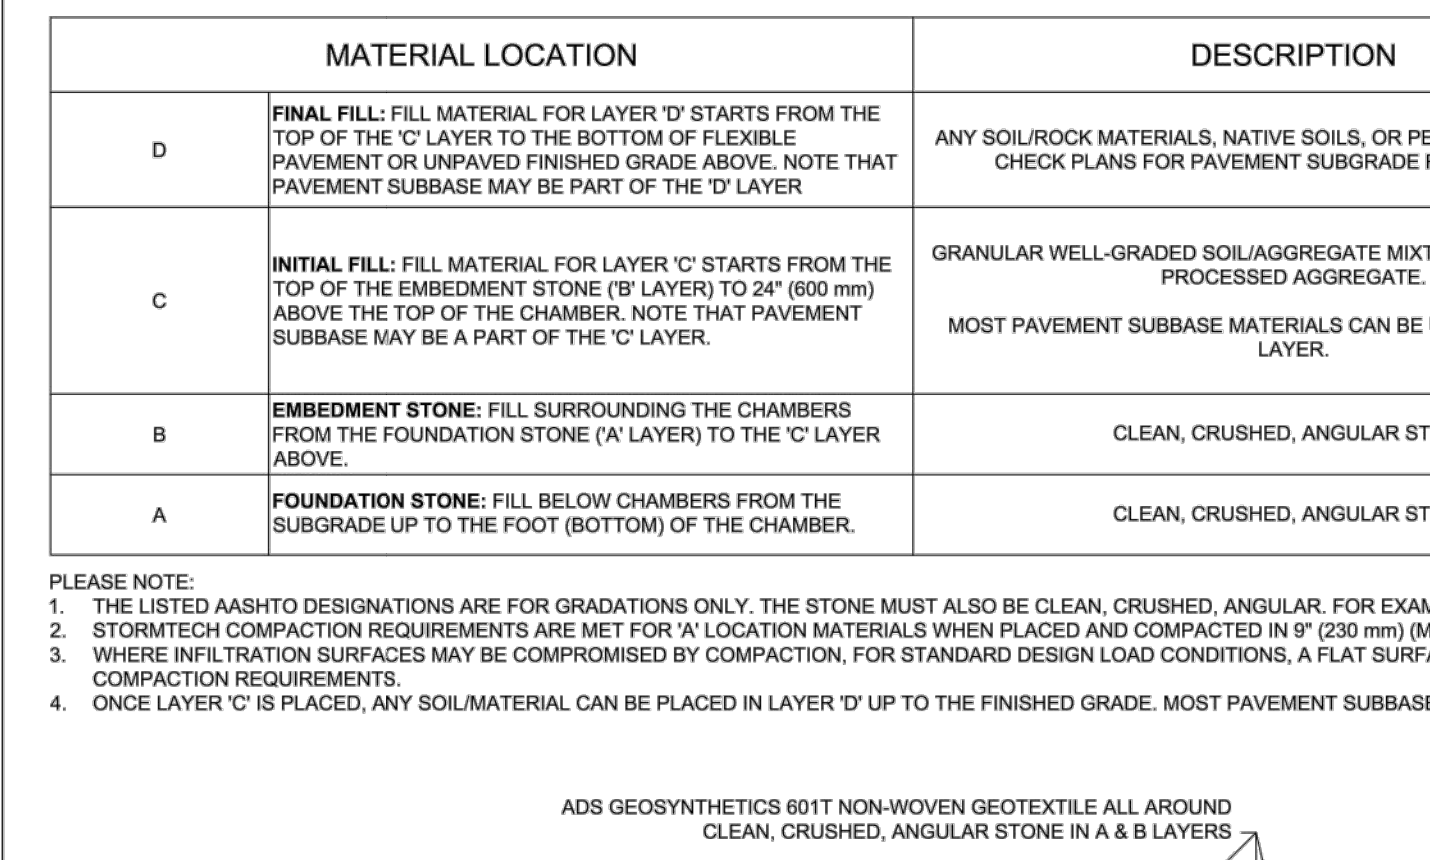 MATERIAL LOCATION
DESCRIPTION
D
FINAL FILL: FILL MATERIAL FOR LAYER 'D' STARTS FROM THE
TOP OF THE 'C' LAYER TO THE BOTTOM OF FLEXIBLE
PAVEMENT OR UNPAVED FINISHED GRADE ABOVE. NOTE THAT
PAVEMENT SUBBASE MAY BE PART OF THE 'D' LAYER
ANY SOIL/ROCK MATERIALS, NATIVE SOILS, OR PE
CHECK PLANS FOR PAVEMENT SUBGRADE
C
INITIAL FILL: FILL MATERIAL FOR LAYER 'C' STARTS FROM THE
TOP OF THE EMBEDMENT STONE ('B' LAYER) TO 24" (600 mm)
ABOVE THE TOP OF THE CHAMBER. NOTE THAT PAVEMENT
SUBBASE MAY BE A PART OF THE 'C' LAYER.
GRANULAR WELL-GRADED SOIL/AGGREGATE MIXT
PROCESSED AGGREGATE.
MOST PAVEMENT SUBBASE MATERIALS CAN BE
LAYER.
B
EMBEDMENT STONE: FILL SURROUNDING THE CHAMBERS
FROM THE FOUNDATION STONE ('A' LAYER) TO THE 'C' LAYER
ABOVE.
CLEAN, CRUSHED, ANGULAR ST
A
FOUNDATION STONE: FILL BELOW CHAMBERS FROM THE
SUBGRADE UP TO THE FOOT (BOTTOM) OF THE CHAMBER.
CLEAN, CRUSHED, ANGULAR ST
PLEASE NOTE:
1. THE LISTED AASHTO DESIGNATIONS ARE FOR GRADATIONS ONLY. THE STONE MUST ALSO BE CLEAN, CRUSHED, ANGULAR. FOR EXAM
2. STORMTECH COMPACTION REQUIREMENTS ARE MET FOR 'A' LOCATION MATERIALS WHEN PLACED AND COMPACTED IN 9" (230 mm) (M
3. WHERE INFILTRATION SURFACES MAY BE COMPROMISED BY COMPACTION, FOR STANDARD DESIGN LOAD CONDITIONS, A FLAT SURFA
COMPACTION REQUIREMENTS.
4. ONCE LAYER 'C' IS PLACED, ANY SOIL/MATERIAL CAN BE PLACED IN LAYER 'D' UP TO THE FINISHED GRADE. MOST PAVEMENT SUBBASE
ADS GEOSYNTHETICS 601T NON-WOVEN GEOTEXTILE ALL AROUND
CLEAN, CRUSHED, ANGULAR STONE IN A & B LAYERS